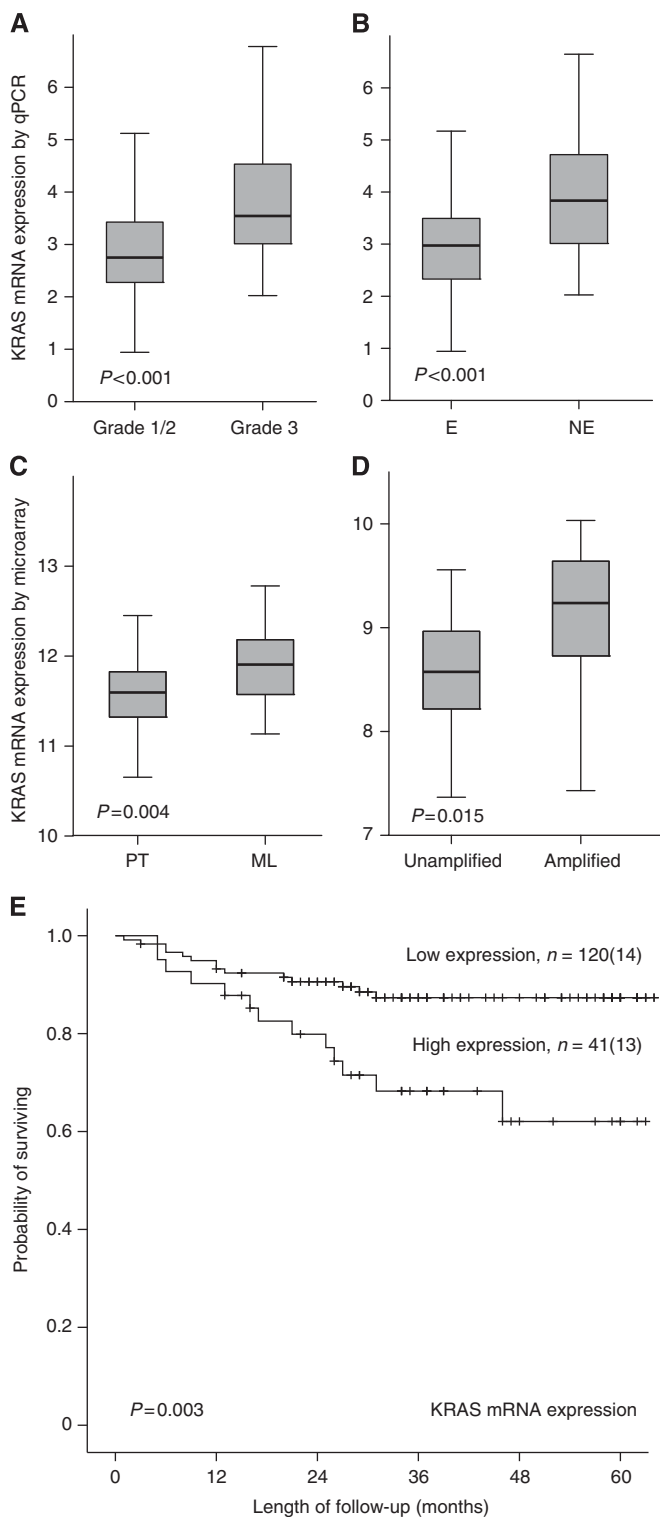 A
KRAS mRNA expression by qPCR
6
5
4
3
2
1
0
P<0.001
Grade 1/2 Grade 3
B
6
5
4
3
2
1
0
P<0.001
E NE
C
KRAS mRNA expression by microarray
13
12
11
10
P=0.004
PT ML
D
10
9
8
7
P=0.015
Unamplified Amplified
E
Probability of surviving
1.0
0.8
0.6
0.4
0.2
0
Low expression, n = 120(14)
High expression, n = 41(13)
P=0.003 KRAS mRNA expression
0 12 24 36 48 60
Length of follow-up (months)